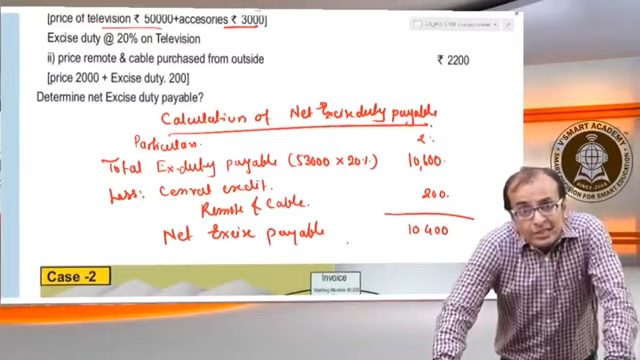 [price of television ₹ 50000+accesories ₹ 3000]
Excise duty @ 20% on Television
ii) price remote & cable purchased from outside ₹ 2200
[price 2000 + Excise duty. 200]
Determine net Excise duty payable?
Calculation of Net Excise duty payable
Particulars.
Total Ex.duty payable (53000 x 20%) 10,600.
Less: Cenvat credit.
Remote & Cable. 200.
Net Excise payable 10 400
Case -2
Invoice
V'SMART ACADEMY
SINCE-2008